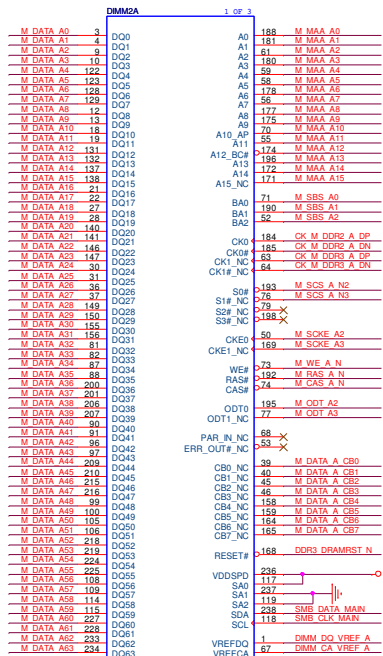 DIMM2A 1 OF 3
M_DATA_A0 3 DQ0 A0 188 M_MAA_A0
M_DATA_A1 4 DQ1 A1 181 M_MAA_A1
M_DATA_A2 9 DQ2 A2 61 M_MAA_A2
M_DATA_A3 10 DQ3 A3 180 M_MAA_A3
M_DATA_A4 122 DQ4 A4 59 M_MAA_A4
M_DATA_A5 123 DQ5 A5 58 M_MAA_A5
M_DATA_A6 128 DQ6 A6 178 M_MAA_A6
M_DATA_A7 129 DQ7 A7 56 M_MAA_A7
M_DATA_A8 12 DQ8 A8 177 M_MAA_A8
M_DATA_A9 13 DQ9 A9 175 M_MAA_A9
M_DATA_A10 18 DQ10 A10_AP 70 M_MAA_A10
M_DATA_A11 19 DQ11 A11 55 M_MAA_A11
M_DATA_A12 131 DQ12 A12_BC# 174 M_MAA_A12
M_DATA_A13 132 DQ13 A13 196 M_MAA_A13
M_DATA_A14 137 DQ14 A14 172 M_MAA_A14
M_DATA_A15 138 DQ15 A15_NC 171 M_MAA_A15
M_DATA_A16 21 DQ16
M_DATA_A17 22 DQ17 BA0 71 M_SBS_A0
M_DATA_A18 27 DQ18 BA1 190 M_SBS_A1
M_DATA_A19 28 DQ19 BA2 52 M_SBS_A2
M_DATA_A20 140 DQ20
M_DATA_A21 141 DQ21 CK0 184 CK_M_DDR2_A_DP
M_DATA_A22 146 DQ22 CK0# 185 CK_M_DDR2_A_DN
M_DATA_A23 147 DQ23 CK1_NC 63 CK_M_DDR3_A_DP
M_DATA_A24 30 DQ24 CK1#_NC 64 CK_M_DDR3_A_DN
M_DATA_A25 31 DQ25
M_DATA_A26 36 DQ26 S0# 193 M_SCS_A_N2
M_DATA_A27 37 DQ27 S1#_NC 76 M_SCS_A_N3
M_DATA_A28 149 DQ28 S2#_NC 79
M_DATA_A29 150 DQ29 S3#_NC 198
M_DATA_A30 155 DQ30
M_DATA_A31 156 DQ31 CKE0 50 M_SCKE_A2
M_DATA_A32 81 DQ32 CKE1_NC 169 M_SCKE_A3
M_DATA_A33 82 DQ33
M_DATA_A34 87 DQ34 WE# 73 M_WE_A_N
M_DATA_A35 88 DQ35 RAS# 192 M_RAS_A_N
M_DATA_A36 200 DQ36 CAS# 74 M_CAS_A_N
M_DATA_A37 201 DQ37
M_DATA_A38 206 DQ38 ODT0 195 M_ODT_A2
M_DATA_A39 207 DQ39 ODT1_NC 77 M_ODT_A3
M_DATA_A40 90 DQ40
M_DATA_A41 91 DQ41 PAR_IN_NC 68
M_DATA_A42 96 DQ42 ERR_OUT#_NC 53
M_DATA_A43 97 DQ43
M_DATA_A44 209 DQ44 CB0_NC 39 M_DATA_A_CB0
M_DATA_A45 210 DQ45 CB1_NC 40 M_DATA_A_CB1
M_DATA_A46 215 DQ46 CB2_NC 45 M_DATA_A_CB2
M_DATA_A47 216 DQ47 CB3_NC 46 M_DATA_A_CB3
M_DATA_A48 99 DQ48 CB4_NC 158 M_DATA_A_CB4
M_DATA_A49 100 DQ49 CB5_NC 159 M_DATA_A_CB5
M_DATA_A50 105 DQ50 CB6_NC 164 M_DATA_A_CB6
M_DATA_A51 106 DQ51 CB7_NC 165 M_DATA_A_CB7
M_DATA_A52 218 DQ52
M_DATA_A53 219 DQ53 RESET# 168 DDR3_DRAMRST_N
M_DATA_A54 224 DQ54
M_DATA_A55 225 DQ55 VDDSPD 236
M_DATA_A56 108 DQ56 SA0 117
M_DATA_A57 109 DQ57 SA1 237
M_DATA_A58 114 DQ58 SA2 119
M_DATA_A59 115 DQ59 SDA 238 SMB_DATA_MAIN
M_DATA_A60 227 DQ60 SCL 118 SMB_CLK_MAIN
M_DATA_A61 228 DQ61
M_DATA_A62 233 DQ62 VREFDQ 1 DIMM_DQ_VREF_A
M_DATA_A63 234 DQ63 VREFCA 67 DIMM_CA_VREF_A